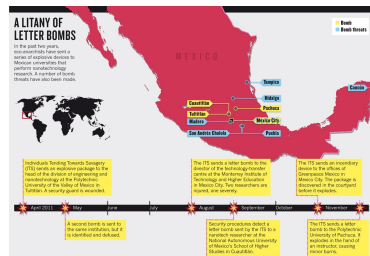 A LITANY OF
LETTER BOMBS
In the past two years,
eco-anarchists have sent a
series of explosive devices to
Mexican universities that
perform nanotechnology
research. A number of bomb
threats have also been made.
Bomb
Bomb threats
MEXICO
Tampico
Cancún
Hidalgo
Cuautitlán
Pachuca
Tultitlán
Mexico City
Madero
San Andrés Cholula
Puebla
Individuals Tending Towards Savagery
(ITS) sends an explosive package to the
head of the division of engineering and
nanotechnology at the Polytechnic
University of the Valley of Mexico in
Tultitlán. A security guard is wounded.
The ITS sends a letter bomb to the
director of the technology-transfer
centre at the Monterrey Institute of
Technology and Higher Education
in Mexico City. Two researchers are
injured, one severely.
The ITS sends an incendiary
device to the offices of
Greenpeace Mexico in
Mexico City. The package is
discovered in the courtyard
before it explodes.
April 2011
May
June
July
August
September
October
November
A second bomb is sent to
the same institution, but it
is identified and defused.
Security procedures detect a
letter bomb sent by the ITS to a
nanotech researcher at the
National Autonomous University
of Mexico's School of Higher
Studies in Cuautitlán.
The ITS sends a letter
bomb to the Polytechnic
University of Pachuca. It
explodes in the hand of
an instructor, causing
minor burns.